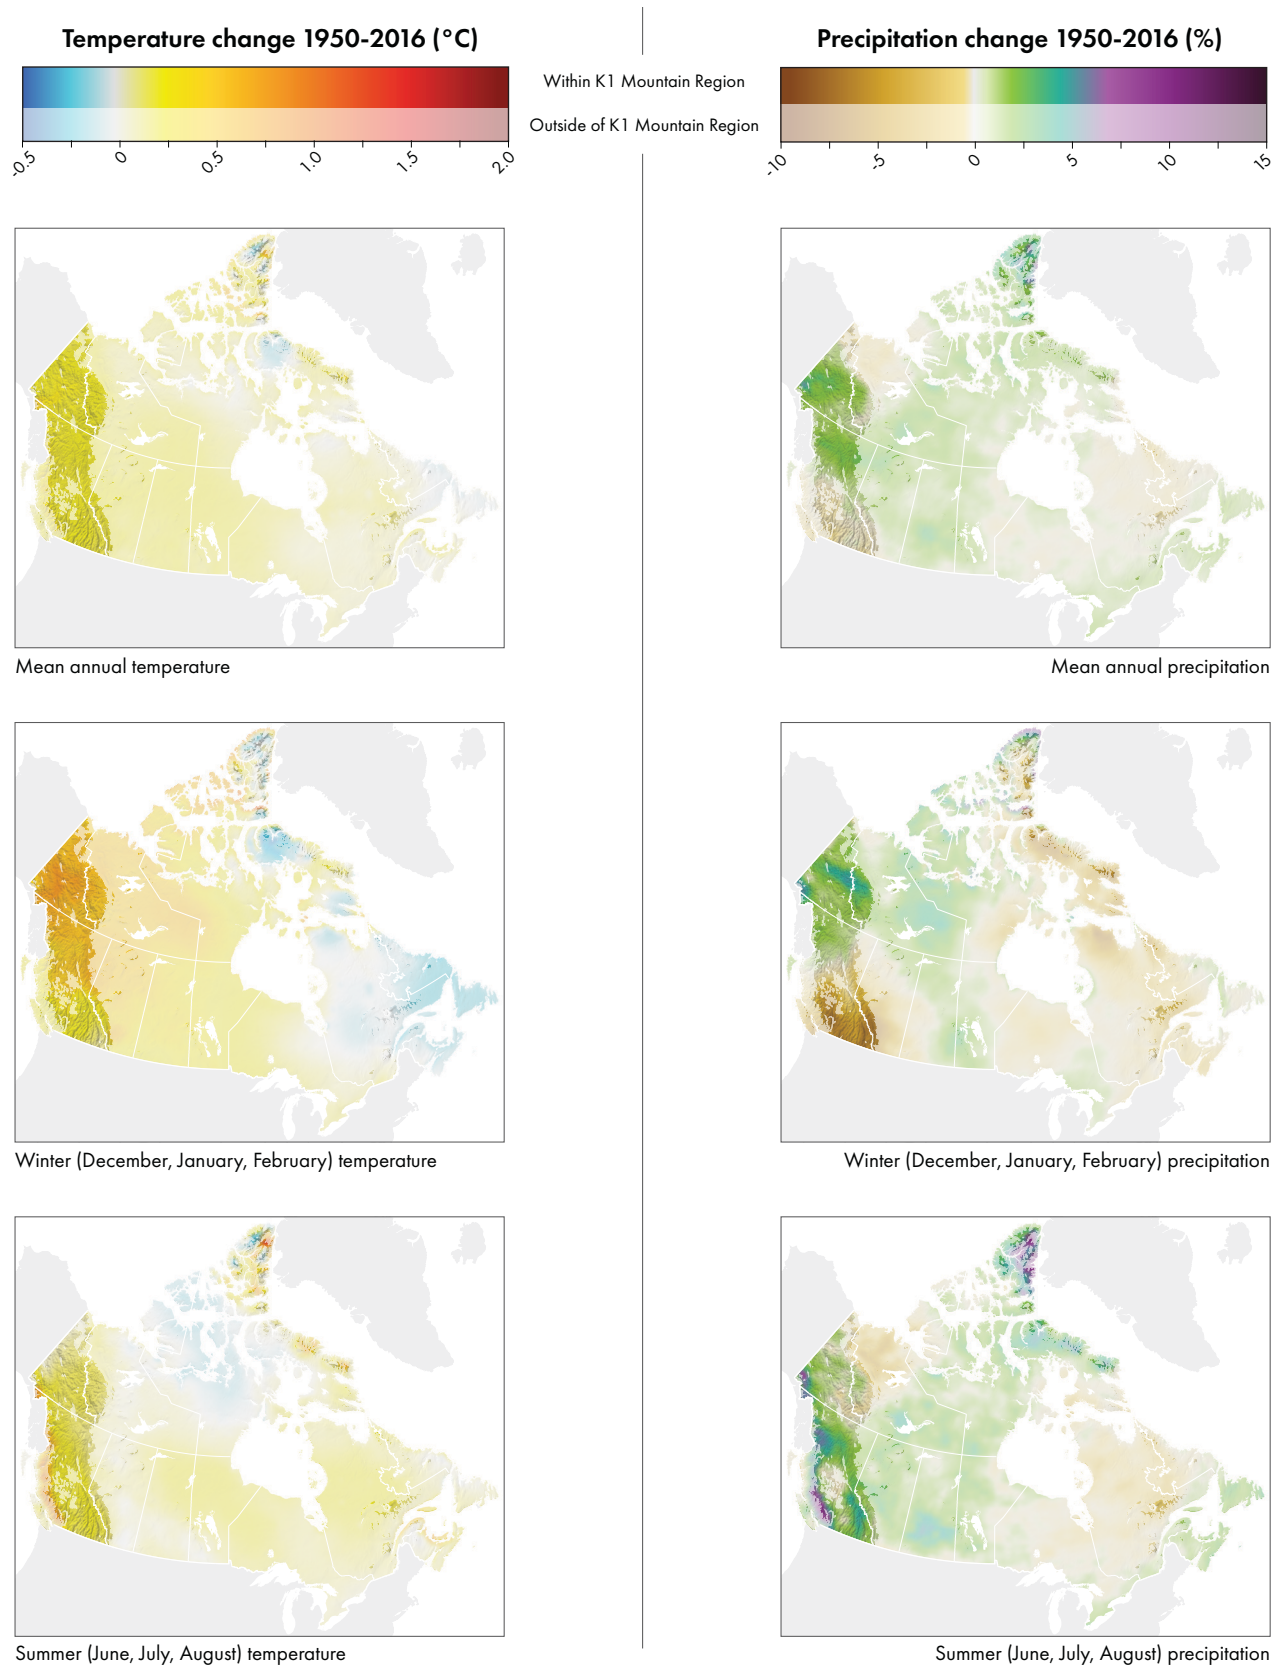 Temperature change 1950-2016 (°C)
Precipitation change 1950-2016 (%)
Within K1 Mountain Region
Outside of K1 Mountain Region
-0.5 0 0.5 1.0 1.5 2.0
-10 -5 0 5 10 15
Mean annual temperature
Mean annual precipitation
Winter (December, January, February) temperature
Winter (December, January, February) precipitation
Summer (June, July, August) temperature
Summer (June, July, August) precipitation